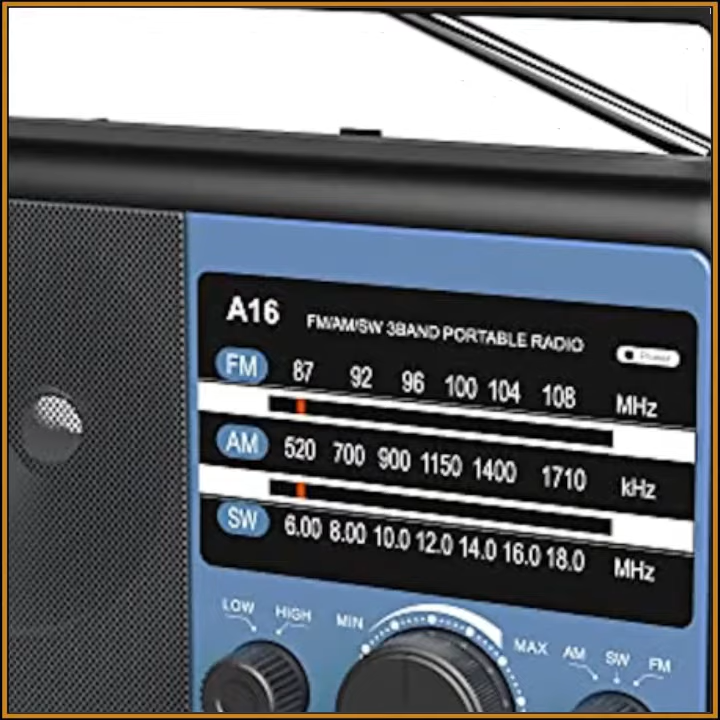 A16 FM/AM/SW 3BAND PORTABLE RADIO
Power
FM 87 92 96 100 104 108 MHz
AM 520 700 900 1150 1400 1710 kHz
SW 6.00 8.00 10.0 12.0 14.0 16.0 18.0 MHz
LOW HIGH MIN MAX AM SW FM